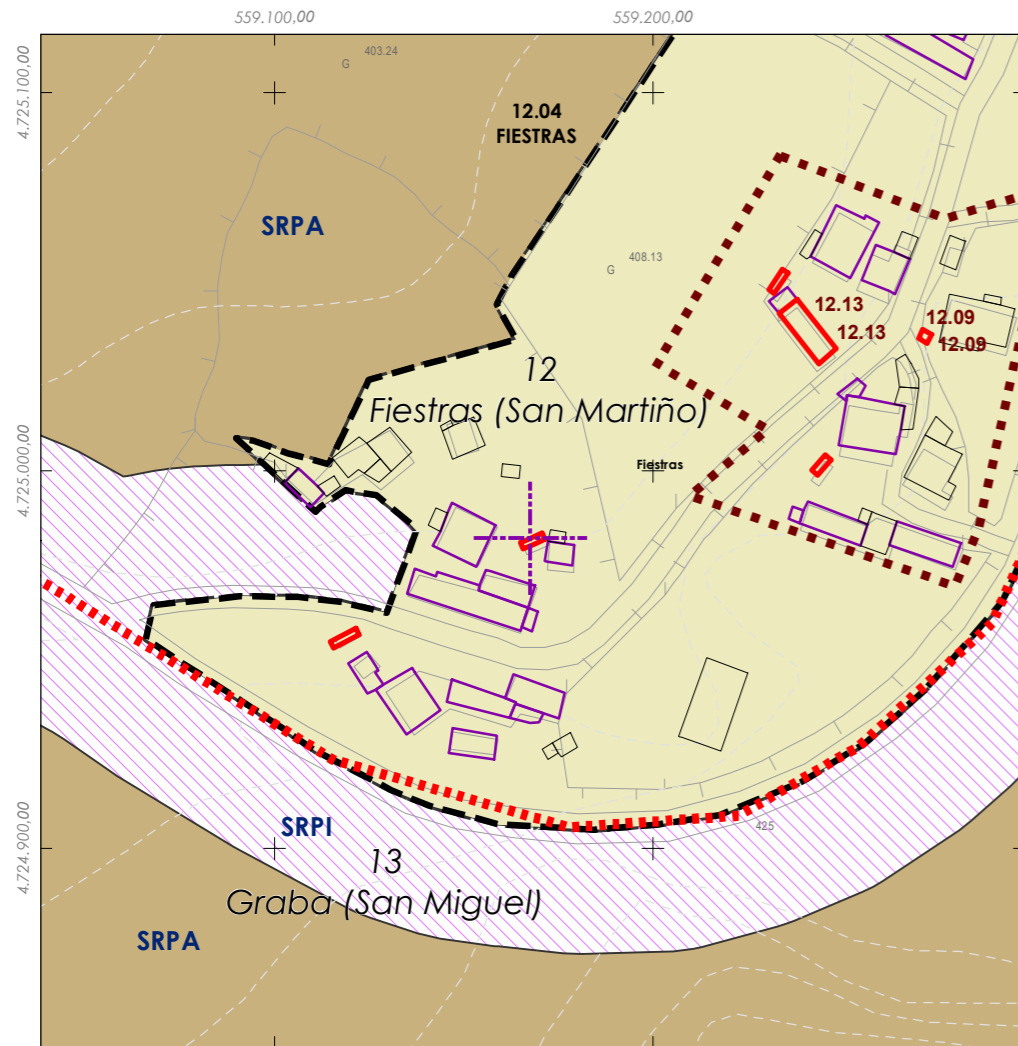 559.100,00
559.200,00
4.725.100,00
403.24
G
12.04
FIESTRAS
SRPA
408.13
G
12.13
12.13
12.09
12.09
12
Fiestras (San Martiño)
Fiestras
4.725.000,00
425
SRPI
4.724.900,00
13
Graba (San Miguel)
SRPA